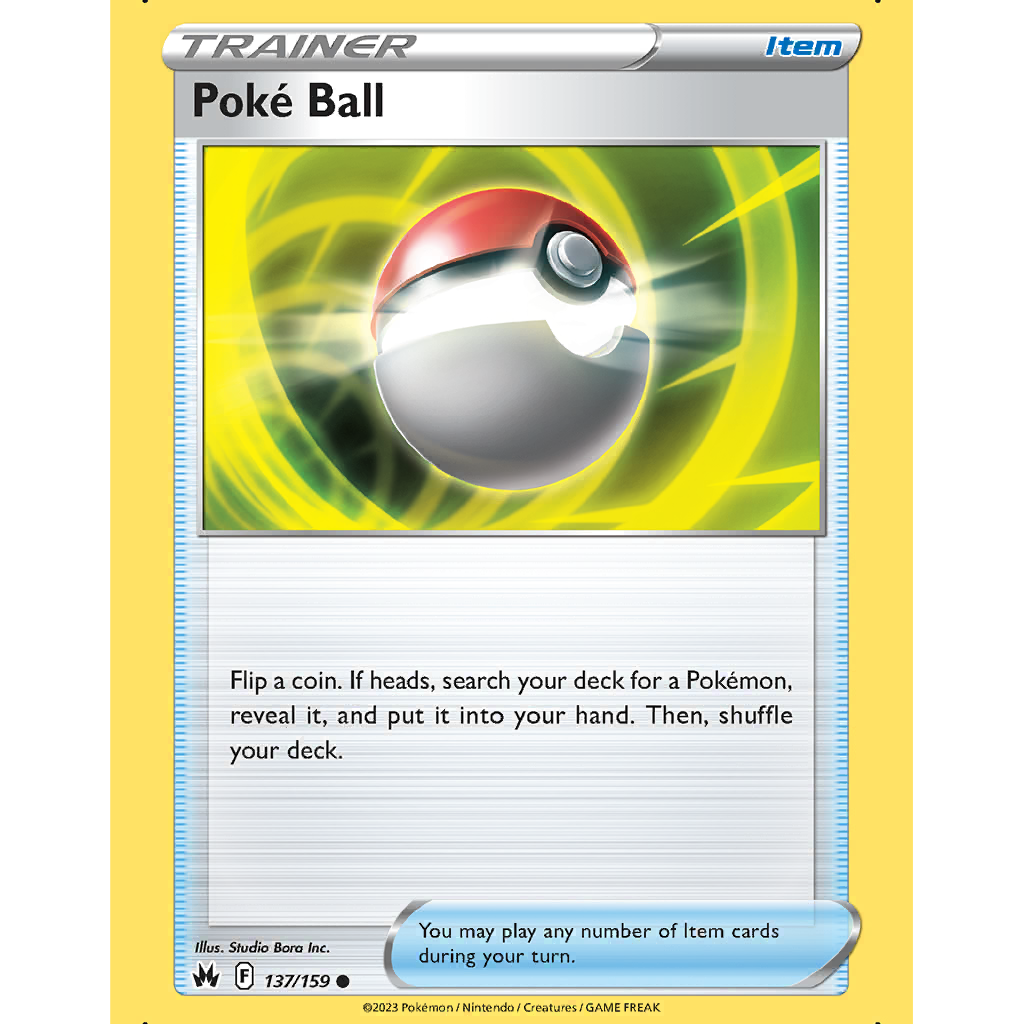 TRAINER
Item
Poké Ball
Flip a coin. If heads, search your deck for a Pokémon,
reveal it, and put it into your hand. Then, shuffle
your deck.
You may play any number of Item cards
during your turn.
Illus. Studio Bora Inc.
F 137/159
©2023 Pokémon / Nintendo / Creatures / GAME FREAK